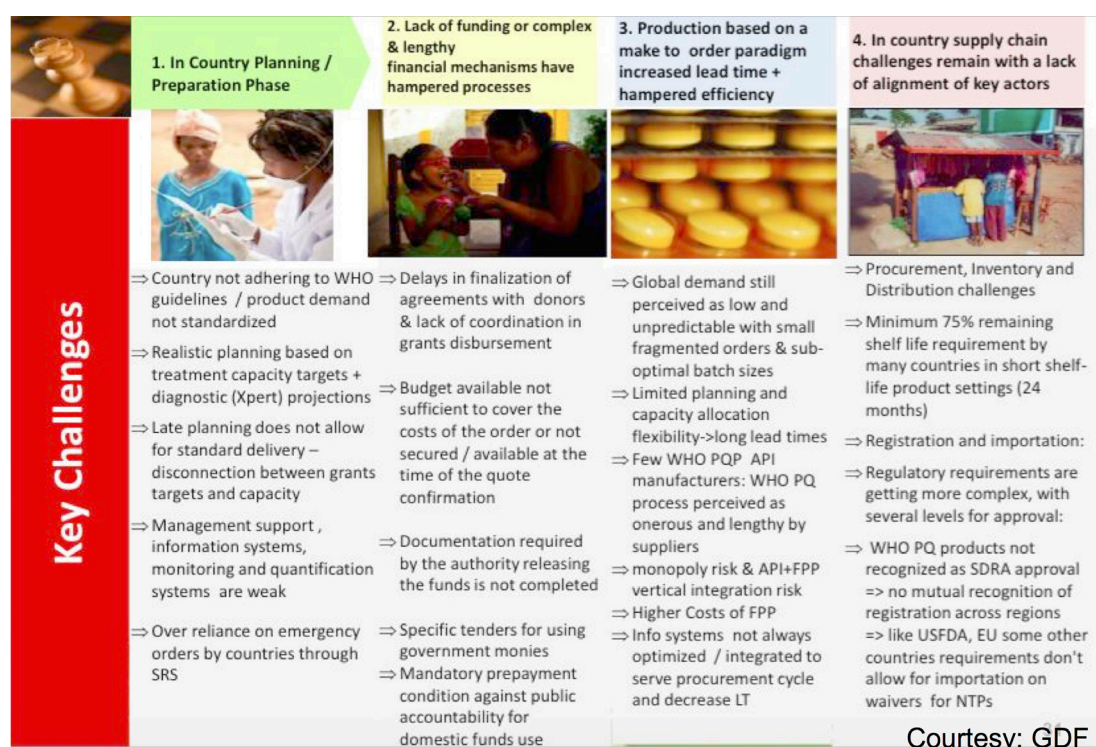 1. In Country Planning /
Preparation Phase
2. Lack of funding or complex
& lengthy
financial mechanisms have
hampered processes
3. Production based on a
make to order paradigm
increased lead time +
hampered efficiency
4. In country supply chain
challenges remain with a lack
of alignment of key actors
Key Challenges
⇒ Country not adhering to WHO
guidelines / product demand
not standardized
⇒ Realistic planning based on
treatment capacity targets +
diagnostic (Xpert) projections
⇒ Late planning does not allow
for standard delivery –
disconnection between grants
targets and capacity
⇒ Management support ,
information systems,
monitoring and quantification
systems are weak
⇒ Over reliance on emergency
orders by countries through
SRS
⇒ Delays in finalization of
agreements with donors
& lack of coordination in
grants disbursement
⇒ Budget available not
sufficient to cover the
costs of the order or not
secured / available at the
time of the quote
confirmation
⇒ Documentation required
by the authority releasing
the funds is not completed
⇒ Specific tenders for using
government monies
⇒ Mandatory prepayment
condition against public
accountability for
domestic funds use
⇒ Global demand still
perceived as low and
unpredictable with small
fragmented orders & sub-
optimal batch sizes
⇒ Limited planning and
capacity allocation
flexibility->long lead times
⇒ Few WHO PQP API
manufacturers: WHO PQ
process perceived as
onerous and lengthy by
suppliers
⇒ monopoly risk & API+FPP
vertical integration risk
⇒ Higher Costs of FPP
⇒ Info systems not always
optimized / integrated to
serve procurement cycle
and decrease LT
⇒ Procurement, Inventory and
Distribution challenges
⇒ Minimum 75% remaining
shelf life requirement by
many countries in short shelf-
life product settings (24
months)
⇒ Registration and importation:
⇒ Regulatory requirements are
getting more complex, with
several levels for approval:
⇒ WHO PQ products not
recognized as SDRA approval
=> no mutual recognition of
registration across regions
=> like USFDA, EU some other
countries requirements don't
allow for importation on
waivers for NTPs
Courtesy: GDF